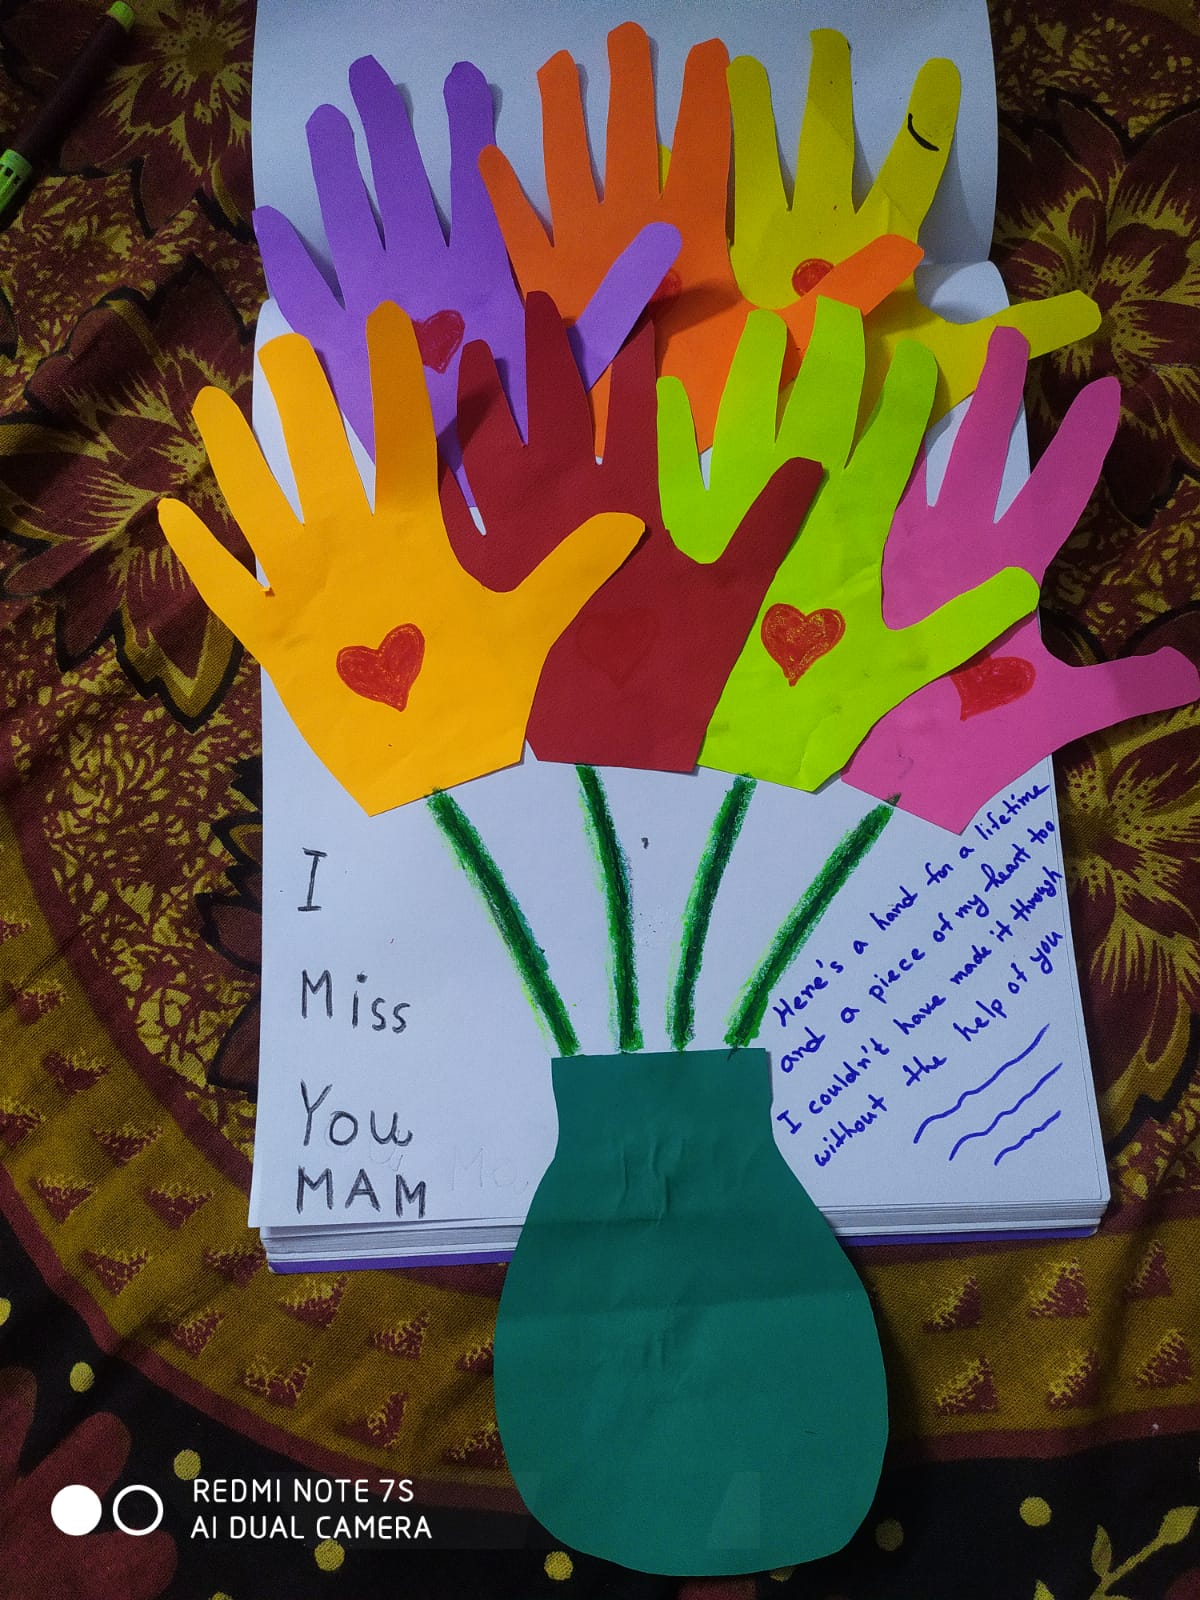 I
Miss
You
MAM
Here's a hand for a lifetime
and a piece of my heart too
I couldn't have made it through
without the help of you
REDMI NOTE 7S
AI DUAL CAMERA